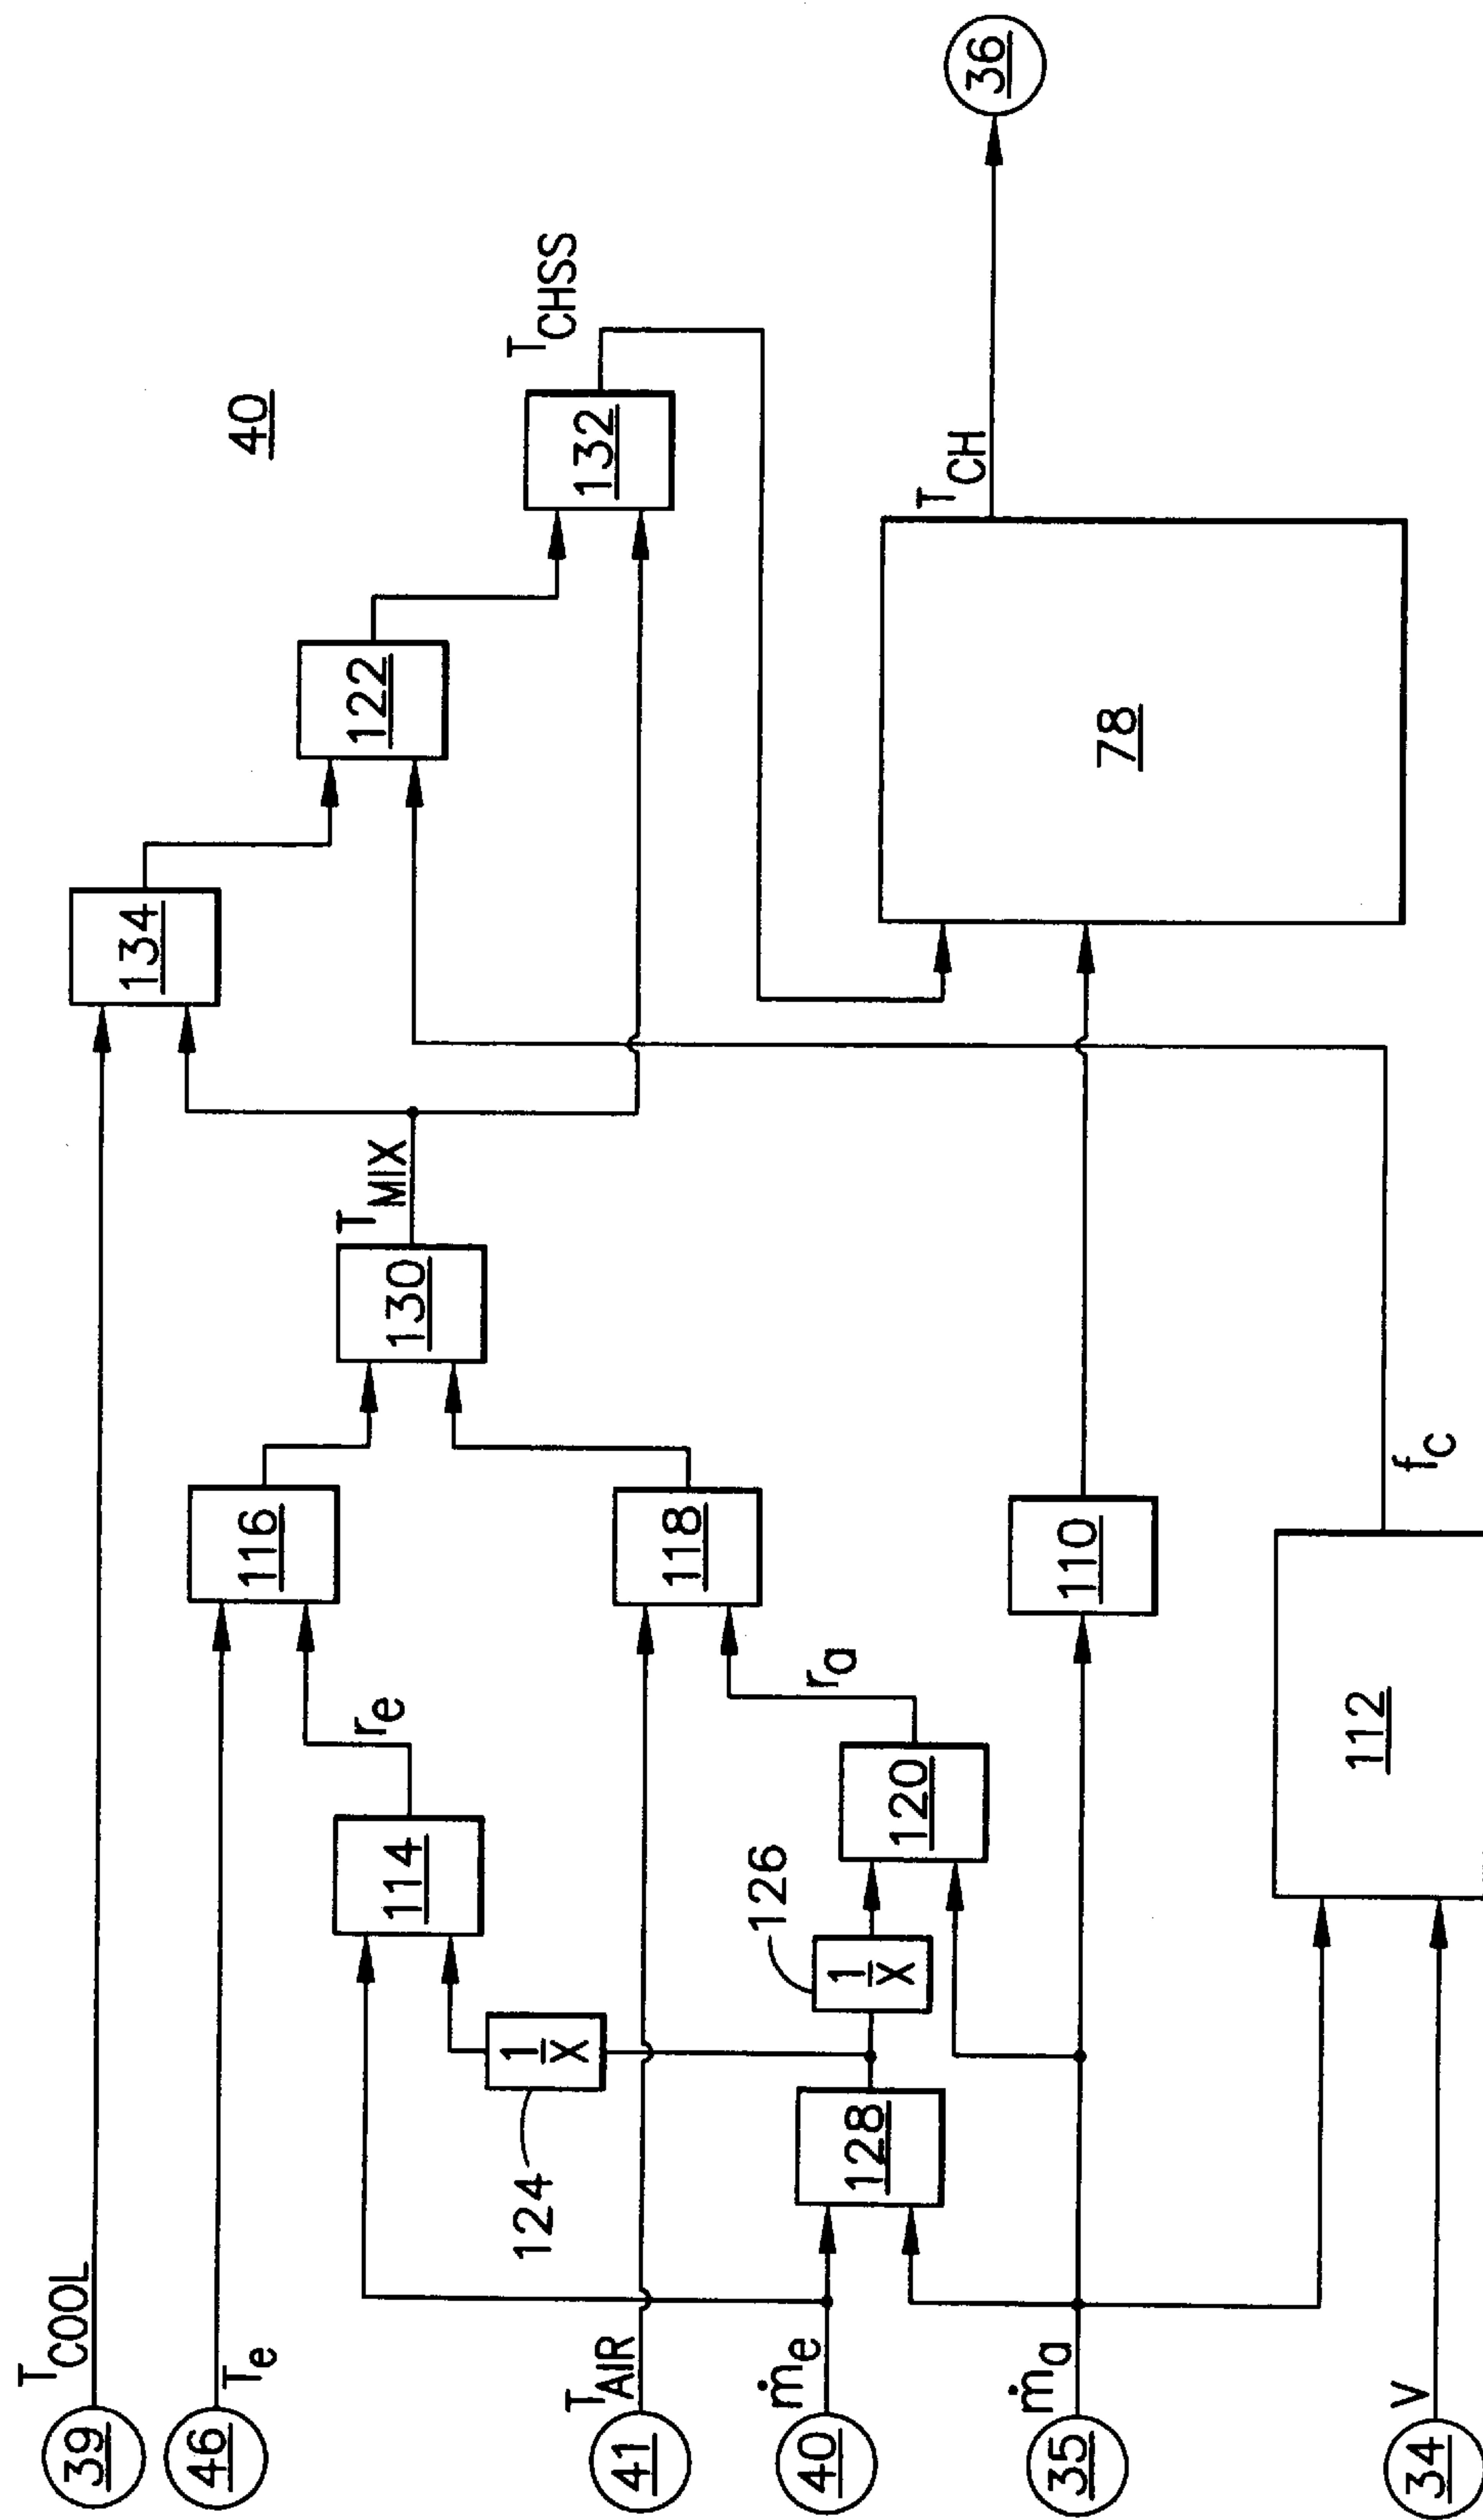 39
T_COOL
46
T_e
41
T_AIR
40
ṁ_e
35
ṁ_a
34
V
124
128
1/X
1/X
126
114
120
112
r_e
r_a
116
118
110
f_C
130
T_MIX
134
122
132
T_CHSS
40
78
T_CH
36